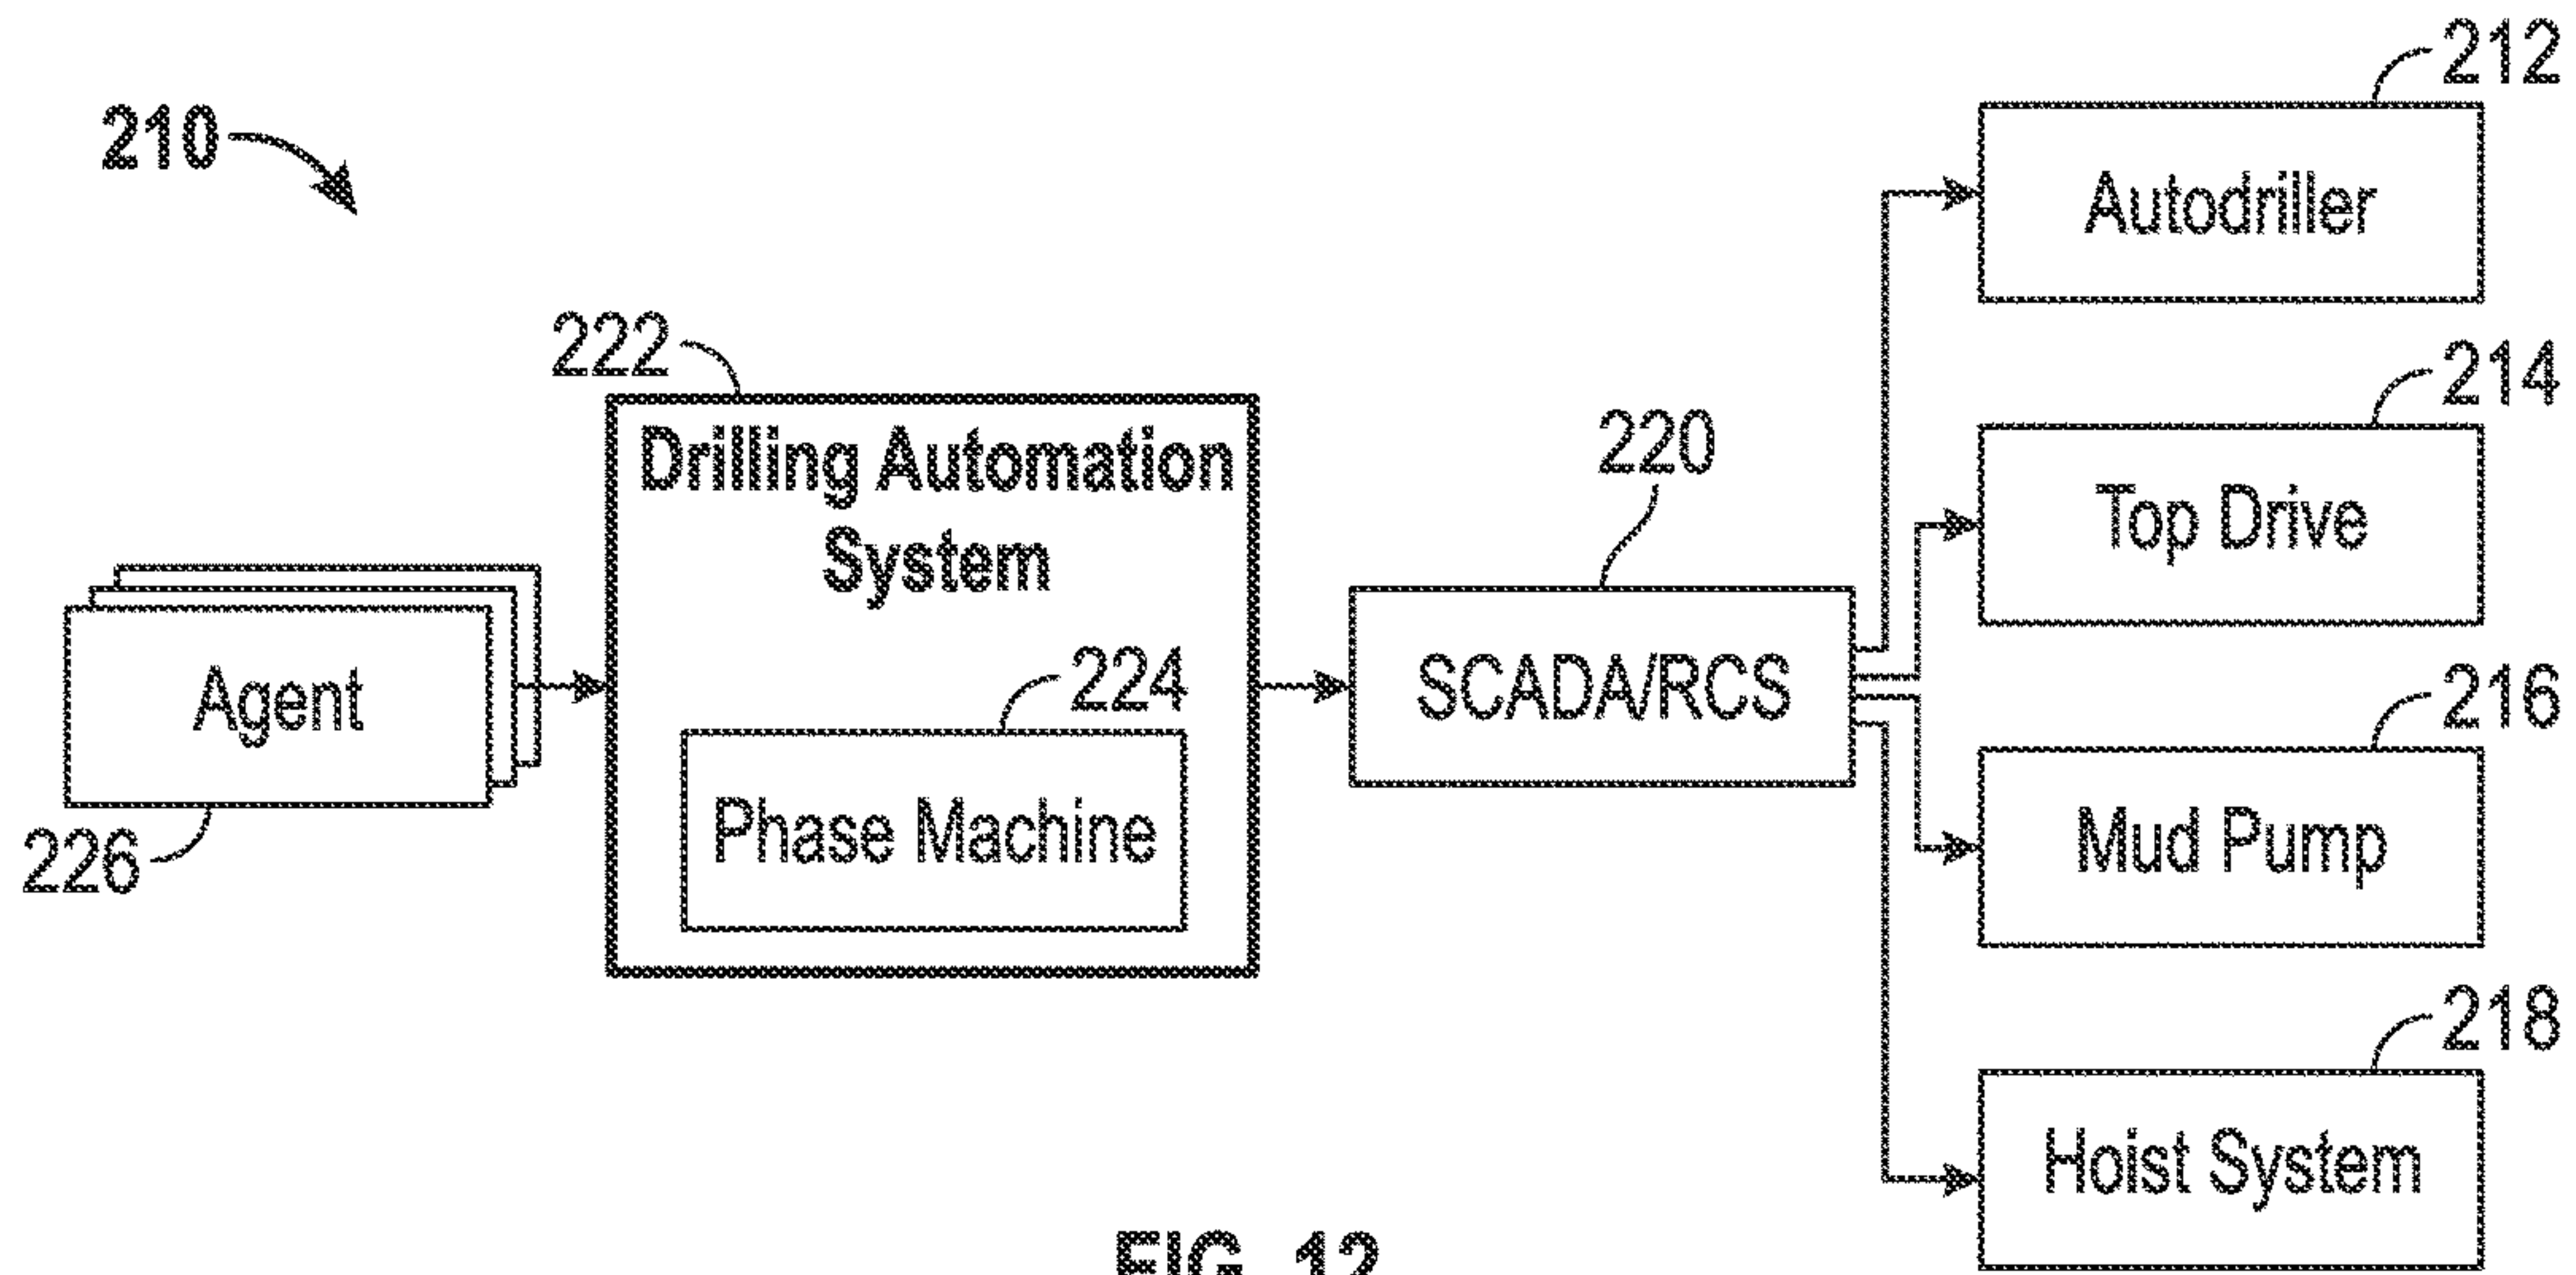 210
212
Autodriller
222
Drilling Automation
System
214
Top Drive
220
SCADA/RCS
224
Phase Machine
Agent
226
216
Mud Pump
218
Hoist System
FIG. 12